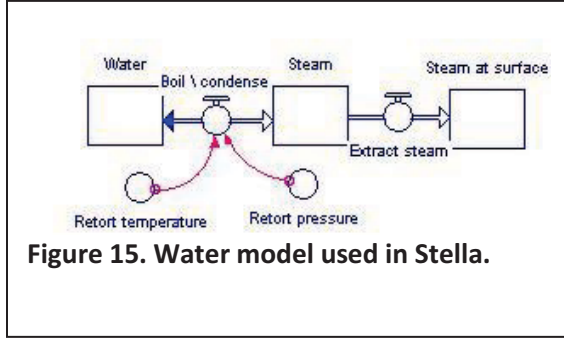 Water
Boil \ condense
Steam
Steam at surface
Extract steam
Retort temperature
Retort pressure
Figure 15. Water model used in Stella.